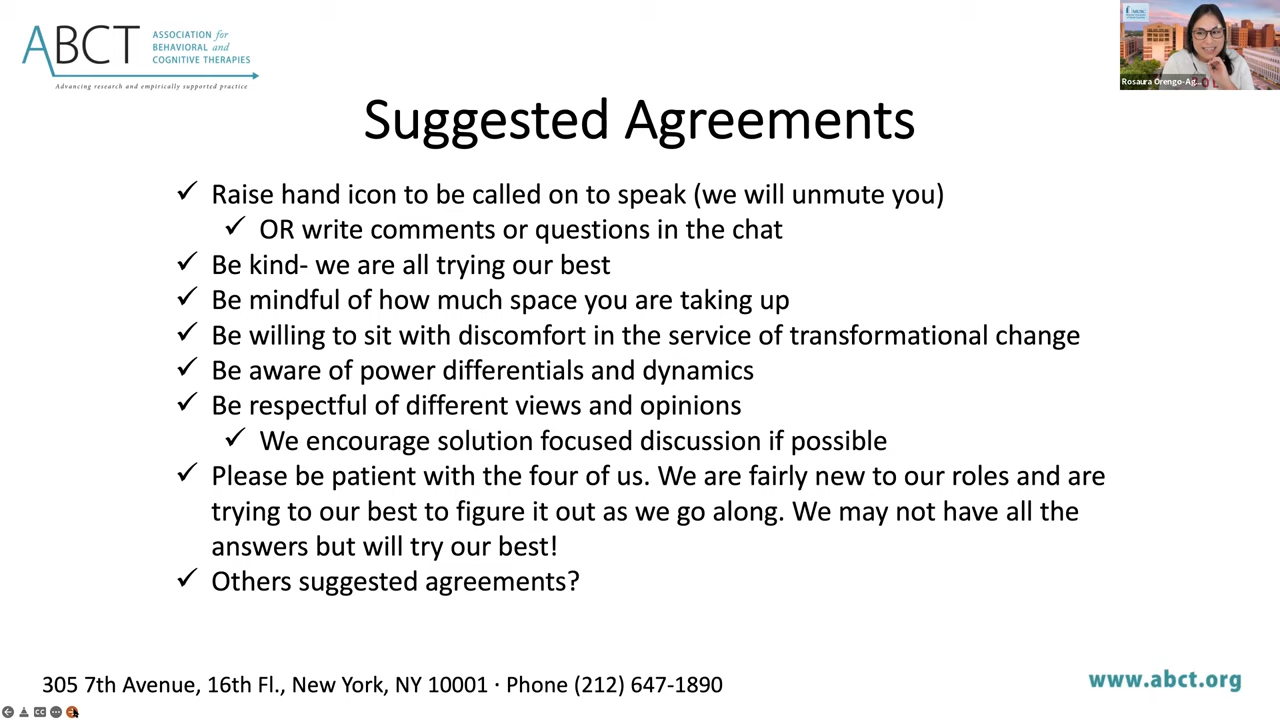 ABCT
ASSOCIATION for
BEHAVIORAL and
COGNITIVE THERAPIES
Advancing research and empirically supported practice
Rosaura Orengo-Ag...
Suggested Agreements
✓ Raise hand icon to be called on to speak (we will unmute you)
✓ OR write comments or questions in the chat
✓ Be kind- we are all trying our best
✓ Be mindful of how much space you are taking up
✓ Be willing to sit with discomfort in the service of transformational change
✓ Be aware of power differentials and dynamics
✓ Be respectful of different views and opinions
✓ We encourage solution focused discussion if possible
✓ Please be patient with the four of us. We are fairly new to our roles and are
trying to our best to figure it out as we go along. We may not have all the
answers but will try our best!
✓ Others suggested agreements?
305 7th Avenue, 16th Fl., New York, NY 10001 · Phone (212) 647-1890
www.abct.org
CC